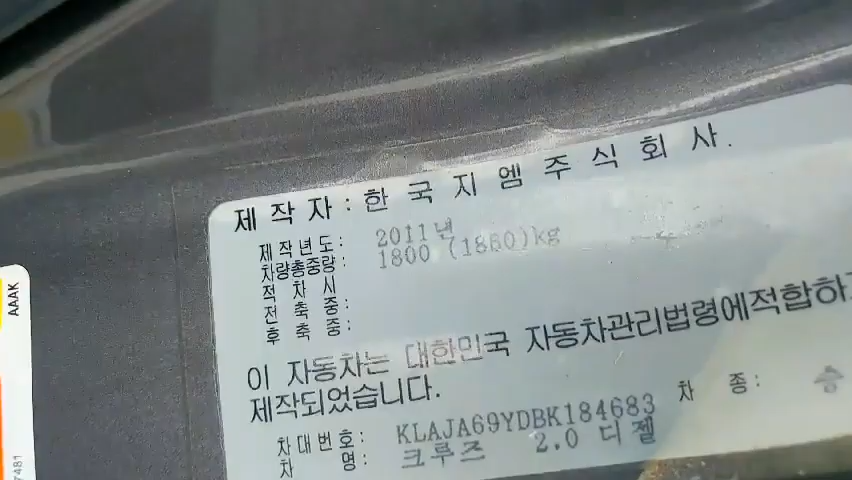 제 작 자 : 한 국 지 엠 주 식 회 사.
제 작 년 도 : 2011년
차량총중량 : 1800 (1880)kg
적 차 시
전 축 중 :
후 축 중 :
이 자동차는 대한민국 자동차관리법령에적합하
제작되었습니다.
차 대 번 호 : KLAJA69YDBK184683 차 종 : 승
차 명 : 크루즈 2.0 디젤
AAAK
7481